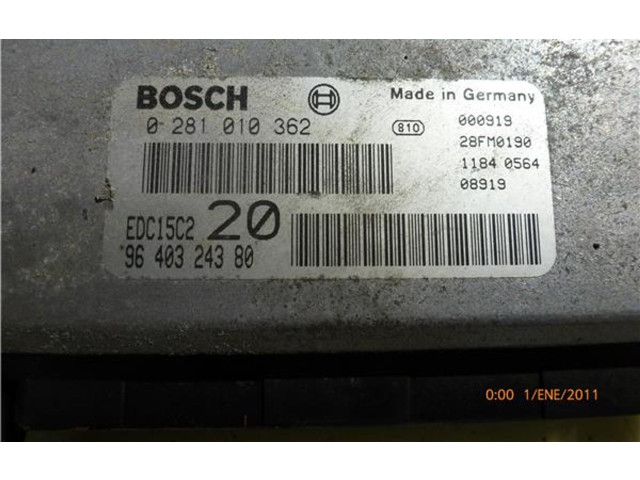 BOSCH
Made in Germany
0 281 010 362
810
000919
28FM0190
1184 0564
08919
EDC15C2 20
*96 403 243 80
0:00 1/ENE/2011